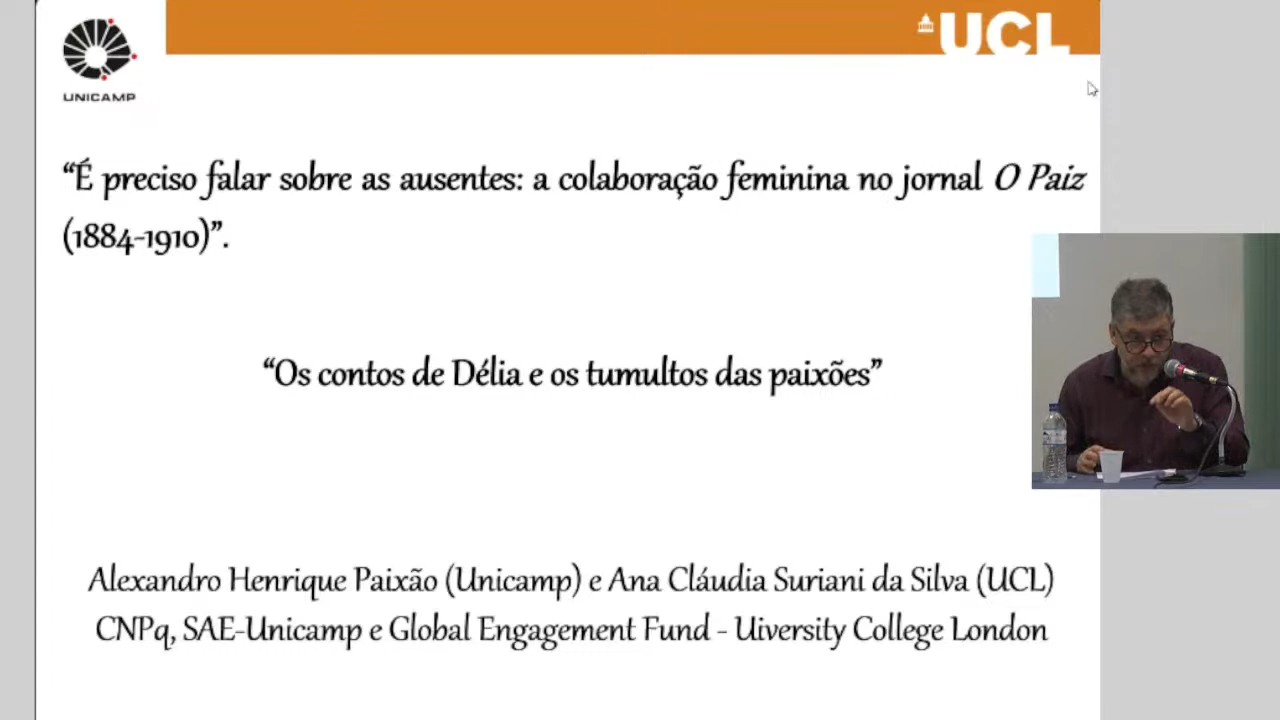 UNICAMP
UCL
“É preciso falar sobre as ausentes: a colaboração feminina no jornal O Paiz
(1884-1910)”.
“Os contos de Délia e os tumultos das paixões”
Alexandro Henrique Paixão (Unicamp) e Ana Cláudia Suriani da Silva (UCL)
CNPq, SAE-Unicamp e Global Engagement Fund - Uiversity College London